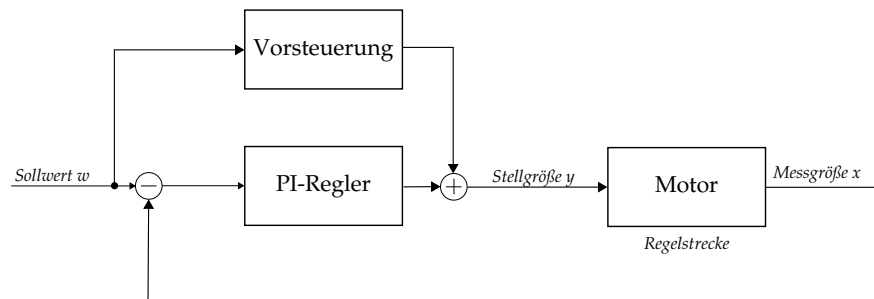 Vorsteuerung
Sollwert w
−
PI-Regler
+
Stellgröße y
Motor
Messgröße x
Regelstrecke